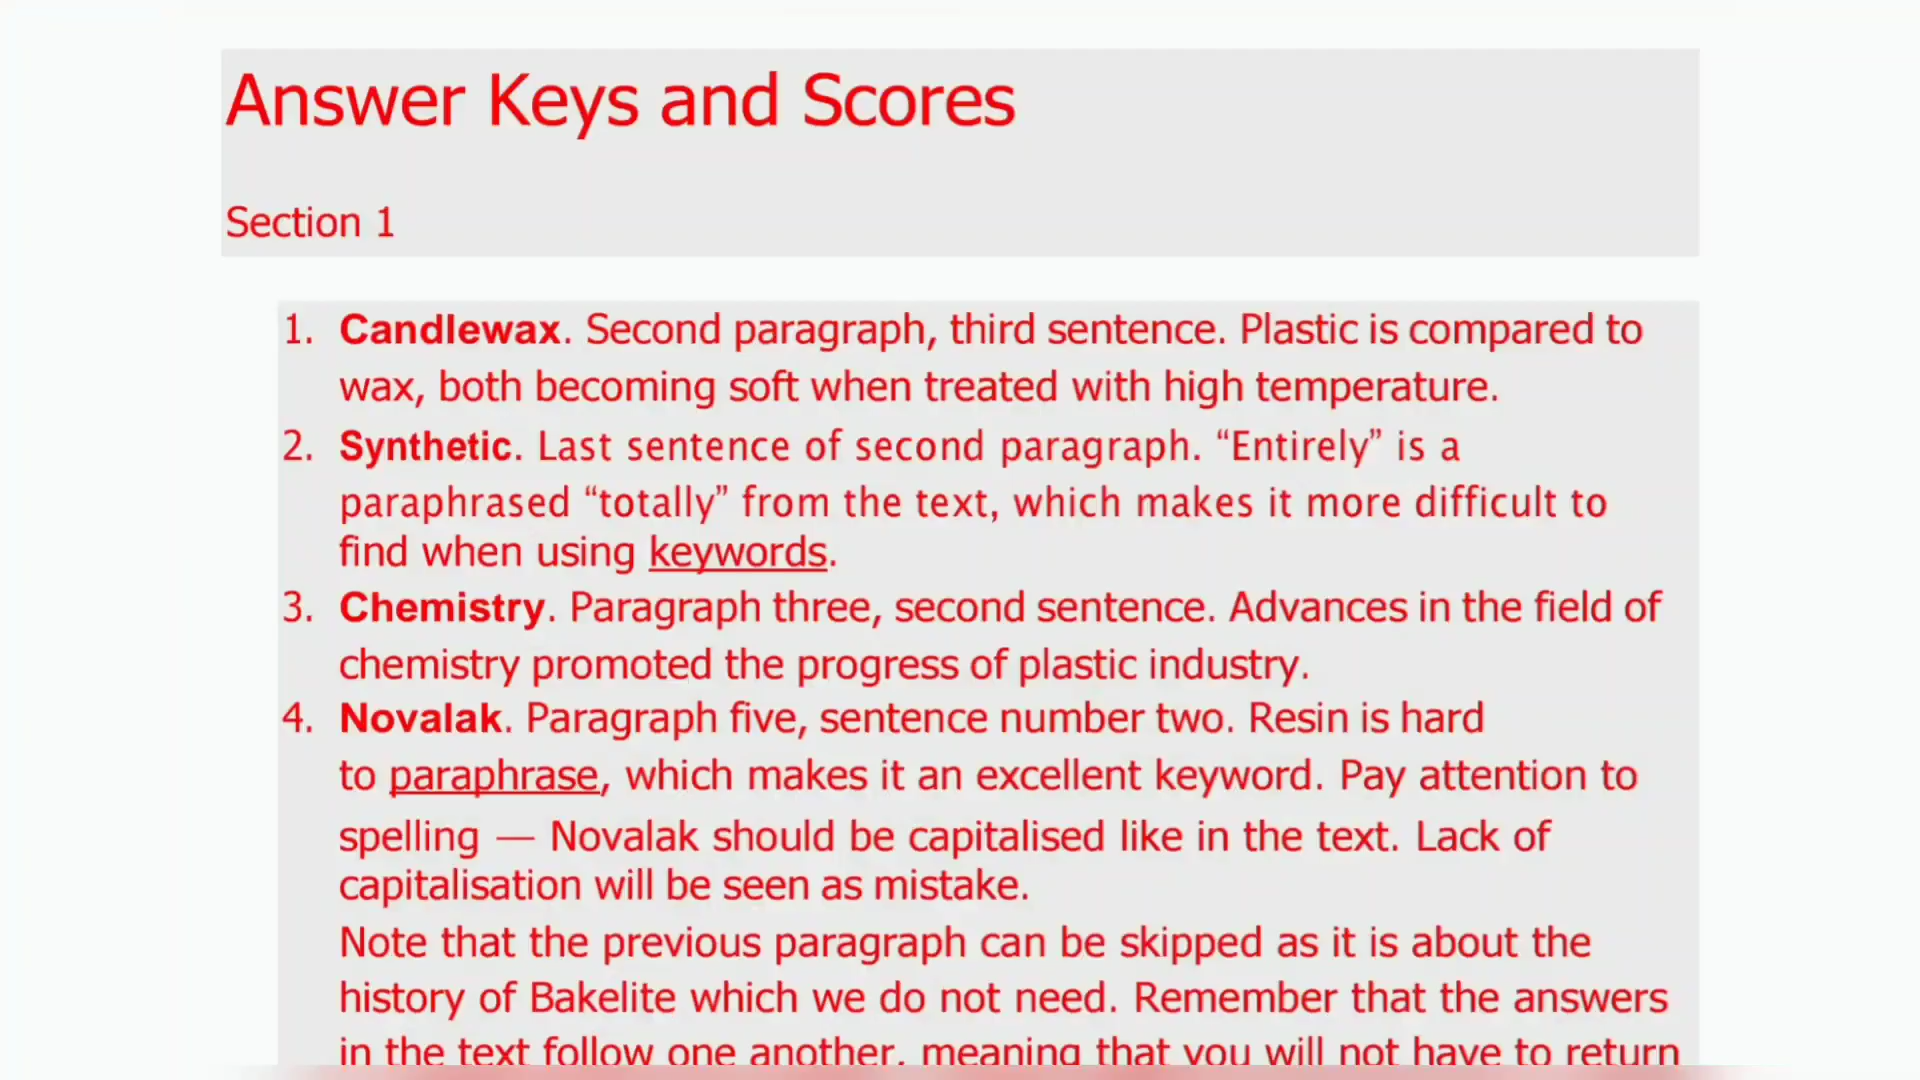 Answer Keys and Scores
Section 1
1. Candlewax. Second paragraph, third sentence. Plastic is compared to
wax, both becoming soft when treated with high temperature.
2. Synthetic. Last sentence of second paragraph. “Entirely” is a
paraphrased “totally” from the text, which makes it more difficult to
find when using keywords.
3. Chemistry. Paragraph three, second sentence. Advances in the field of
chemistry promoted the progress of plastic industry.
4. Novalak. Paragraph five, sentence number two. Resin is hard
to paraphrase, which makes it an excellent keyword. Pay attention to
spelling — Novalak should be capitalised like in the text. Lack of
capitalisation will be seen as mistake.
Note that the previous paragraph can be skipped as it is about the
history of Bakelite which we do not need. Remember that the answers
in the text follow one another, meaning that you will not have to return